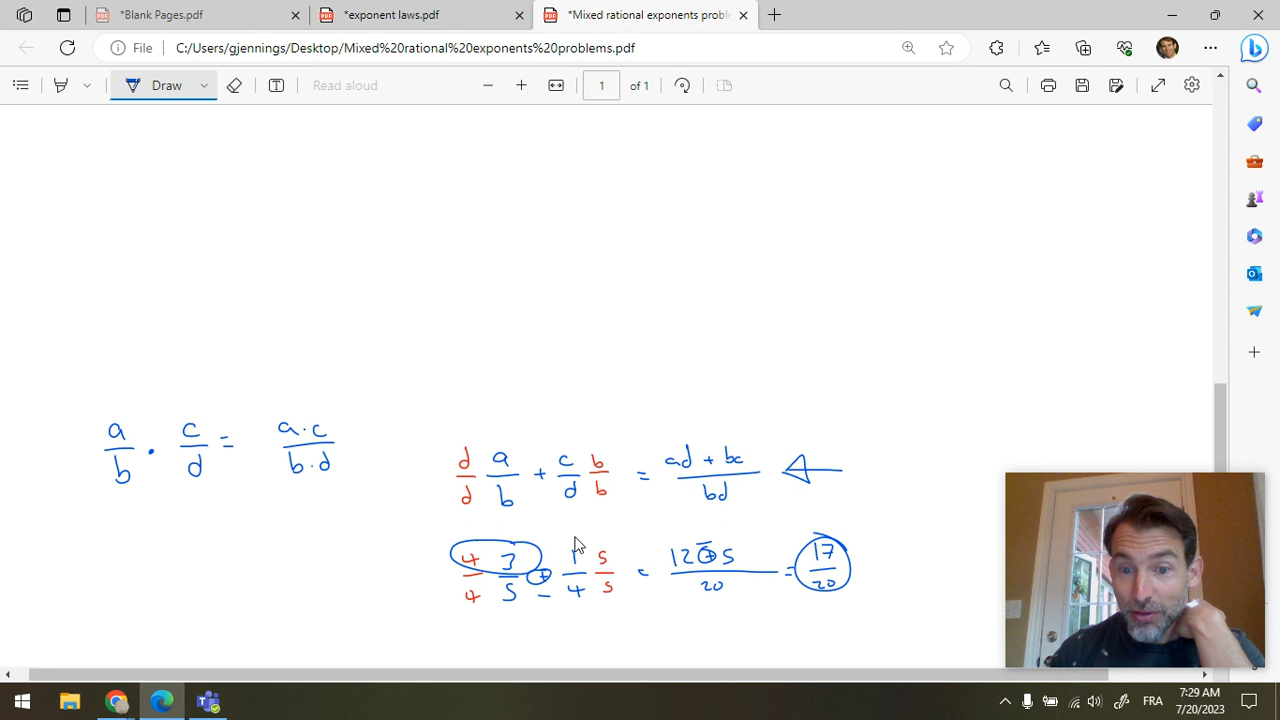 *Blank Pages.pdf
*exponent laws.pdf
*Mixed rational exponents proble
File C:/Users/gjennings/Desktop/Mixed%20rational%20exponents%20problems.pdf
Draw
Read aloud
1 of 1
a/b · c/d = a·c/b·d
d/d a/b + c/d b/b = ad + bc/bd
4/4 3/5 + − 1/4 5/5 = 12 + − 5/20 = 17/20
FRA
7:29 AM
7/20/2023